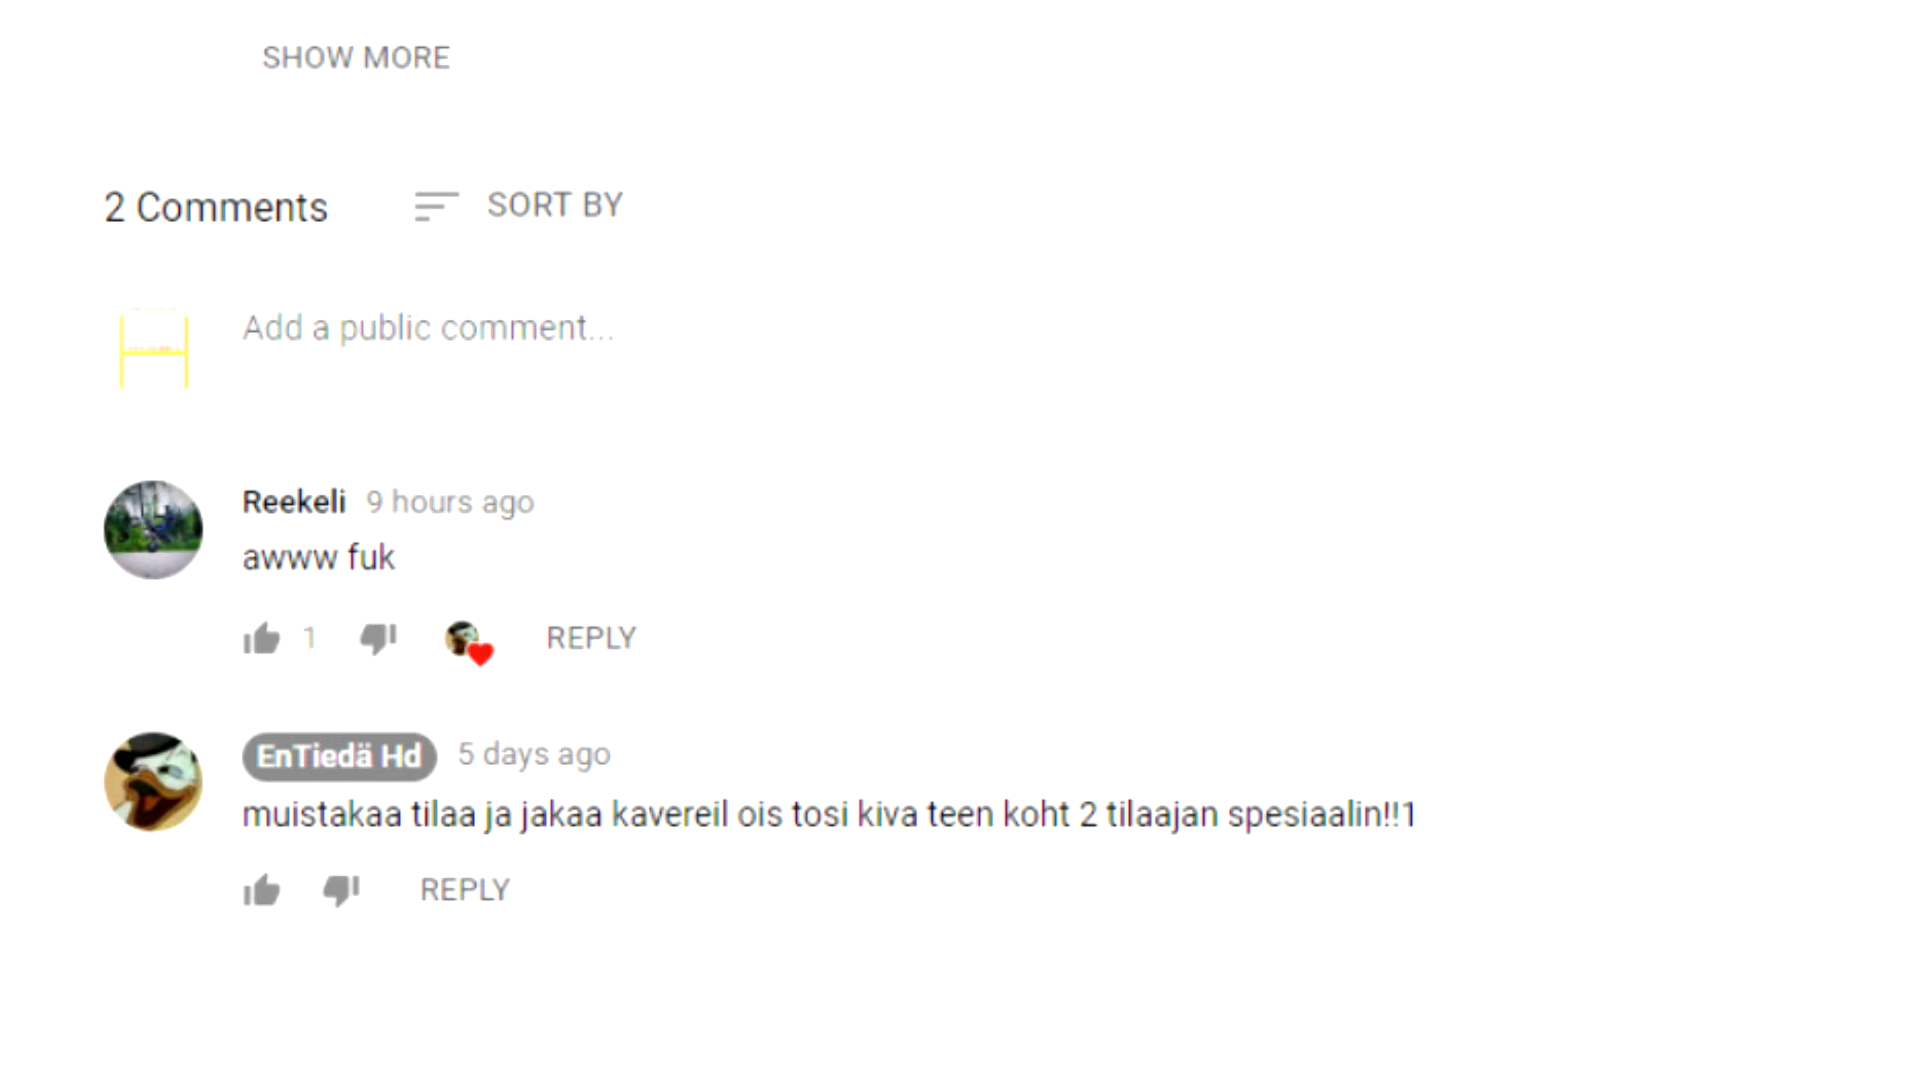 SHOW MORE
2 Comments SORT BY
Add a public comment...
Reekeli 9 hours ago
awww fuk
1 REPLY
EnTiedä Hd 5 days ago
muistakaa tilaa ja jakaa kavereil ois tosi kiva teen koht 2 tilaajan spesiaalin!!1
REPLY